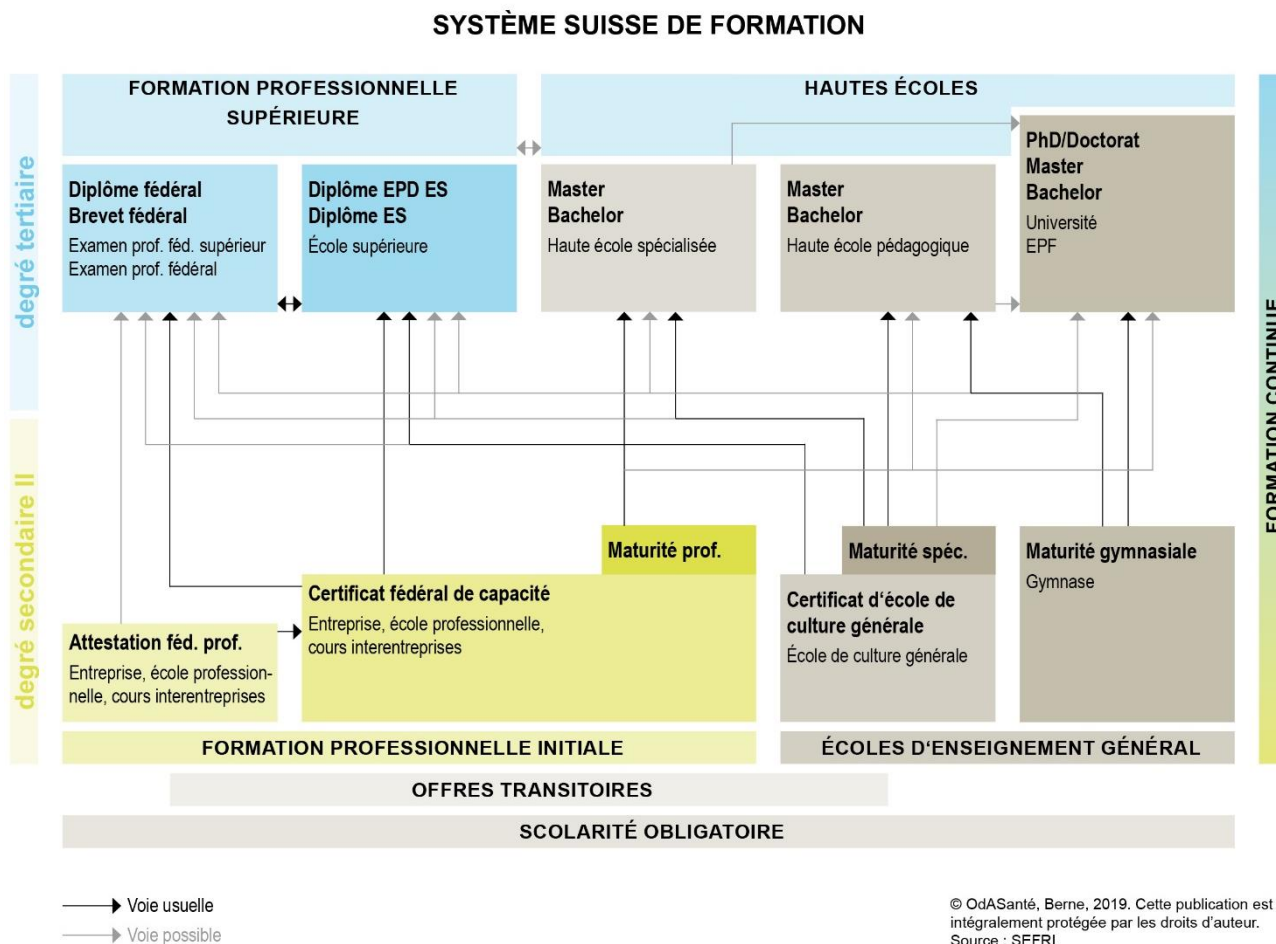 SYSTÈME SUISSE DE FORMATION
FORMATION PROFESSIONNELLE
SUPÉRIEURE
HAUTES ÉCOLES
degré tertiaire
Diplôme fédéral
Brevet fédéral
Examen prof. féd. supérieur
Examen prof. fédéral
Diplôme EPD ES
Diplôme ES
École supérieure
Master
Bachelor
Haute école spécialisée
Master
Bachelor
Haute école pédagogique
PhD/Doctorat
Master
Bachelor
Université
EPF
FORMATION CONTINUE
degré secondaire II
Attestation féd. prof.
Entreprise, école profession-
nelle, cours interentreprises
Maturité prof.
Certificat fédéral de capacité
Entreprise, école professionnelle,
cours interentreprises
Maturité spéc.
Certificat d‘école de
culture générale
École de culture générale
Maturité gymnasiale
Gymnase
FORMATION PROFESSIONNELLE INITIALE
ÉCOLES D‘ENSEIGNEMENT GÉNÉRAL
OFFRES TRANSITOIRES
SCOLARITÉ OBLIGATOIRE
Voie usuelle
Voie possible
© OdASanté, Berne, 2019. Cette publication est
intégralement protégée par les droits d’auteur.
Source : SEFRI